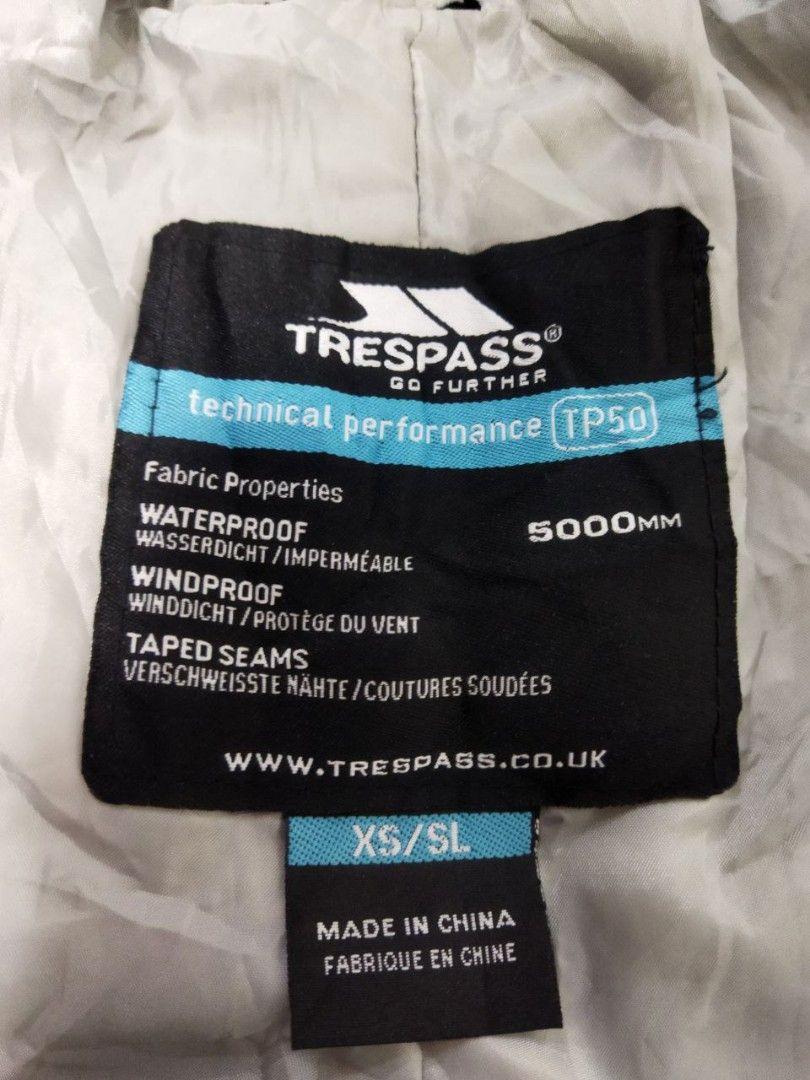 TRESPASS®
GO FURTHER
technical performance TP50
Fabric Properties
WATERPROOF 5000MM
WASSERDICHT/IMPERMÉABLE
WINDPROOF
WINDDICHT/PROTÈGE DU VENT
TAPED SEAMS
VERSCHWEISSTE NÄHTE/COUTURES SOUDÉES
WWW.TRESPASS.CO.UK
XS/SL
MADE IN CHINA
FABRIQUE EN CHINE